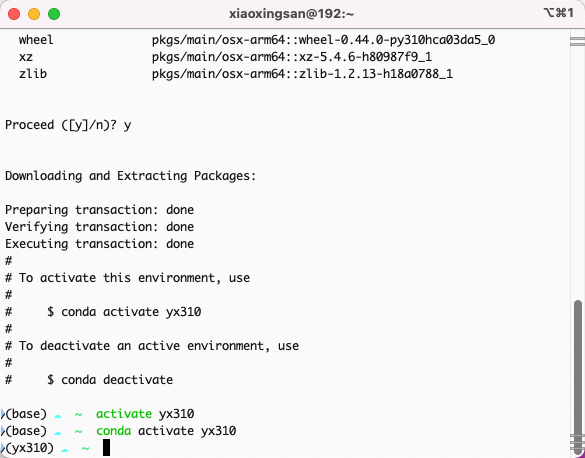 xiaoxingsan@192:~
⌥⌘1
wheel pkgs/main/osx-arm64::wheel-0.44.0-py310hca03da5_0
xz pkgs/main/osx-arm64::xz-5.4.6-h80987f9_1
zlib pkgs/main/osx-arm64::zlib-1.2.13-h18a0788_1
Proceed ([y]/n)? y
Downloading and Extracting Packages:
Preparing transaction: done
Verifying transaction: done
Executing transaction: done
#
# To activate this environment, use
#
#     $ conda activate yx310
#
# To deactivate an active environment, use
#
#     $ conda deactivate
(base) ~ activate yx310
(base) ~ conda activate yx310
(yx310) ~